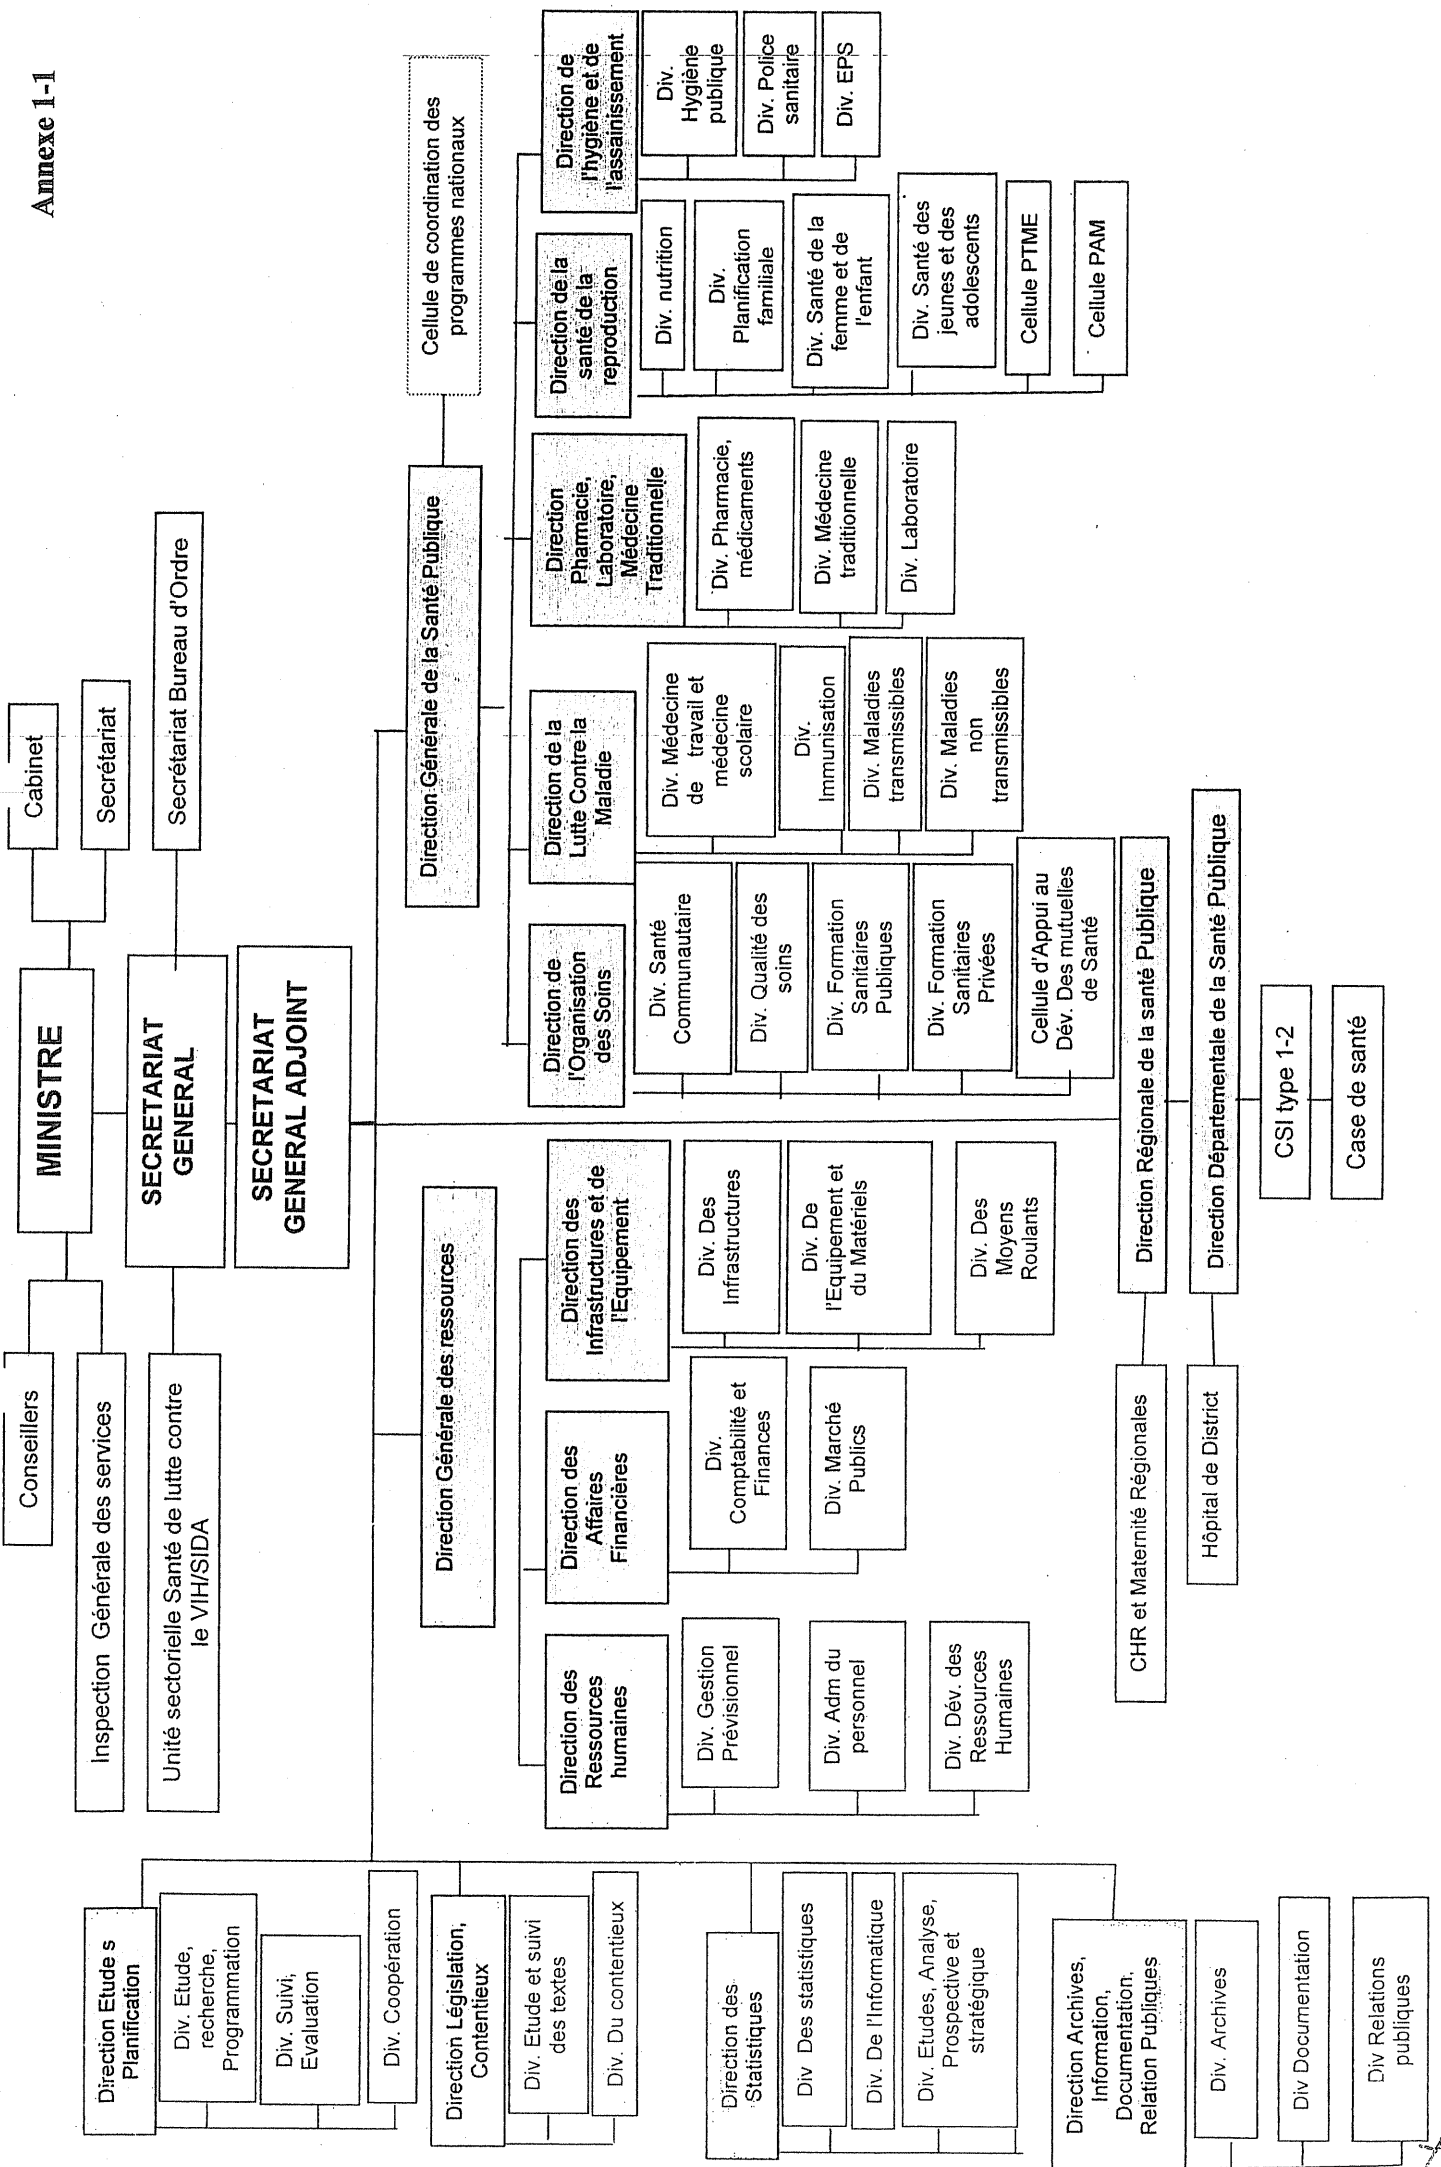 Annexe 1-1
Conseillers
Cabinet
MINISTRE
Inspection Générale des services
Secrétariat
Unité sectorielle Santé de lutte contre
le VIH/SIDA
SECRETARIAT
GENERAL
Secrétariat Bureau d'Ordre
SECRETARIAT
GENERAL ADJOINT
Direction Etude s
Planification
Div. Etude,
recherche,
Programmation
Div. Suivi,
Evaluation
Div. Coopération
Direction Législation,
Contentieux
Div. Etude et suivi
des textes
Div. Du contentieux
Direction des
Statistiques
Div Des statistiques
Div. De l'Informatique
Div. Etudes, Analyse,
Prospective et
stratégique
Direction Archives,
Information,
Documentation,
Relation Publiques
Div. Archives
Div Documentation
Div Relations
publiques
Direction Générale des ressources
Direction des
Ressources
humaines
Div. Gestion
Prévisionnel
Div. Adm du
personnel
Div. Dév. des
Ressources
Humaines
Direction des
Affaires
Financières
Div.
Comptabilité et
Finances
Div. Marché
Publics
Direction des
Infrastructures et de
l'Equipement
Div. Des
Infrastructures
Div. De
l'Equipement et
du Matériels
Div. Des
Moyens
Roulants
Direction Générale de la Santé Publique
Cellule de coordination des
programmes nationaux
Direction de
l'Organisation
des Soins
Div. Santé
Communautaire
Div. Qualité des
soins
Div. Formation
Sanitaires
Publiques
Div. Formation
Sanitaires
Privées
Cellule d'Appui au
Dév. Des mutuelles
de Santé
Direction de la
Lutte Contre la
Maladie
Div. Médecine
de travail et
médecine
scolaire
Div.
Immunisation
Div. Maladies
transmissibles
Div. Maladies
non
transmissibles
Direction
Pharmacie,
Laboratoire,
Médecine
Traditionnelle
Div. Pharmacie,
médicaments
Div. Médecine
traditionnelle
Div. Laboratoire
Direction de la
santé de la
reproduction
Div. nutrition
Div.
Planification
familiale
Div. Santé de la
femme et de
l'enfant
Div. Santé des
jeunes et des
adolescents
Cellule PTME
Cellule PAM
Direction de
l'hygiène et de
l'assainissement
Div.
Hygiène
publique
Div. Police
sanitaire
Div. EPS
CHR et Maternité Régionales
Direction Régionale de la santé Publique
Hôpital de District
Direction Départementale de la Santé Publique
CSI type 1-2
Case de santé